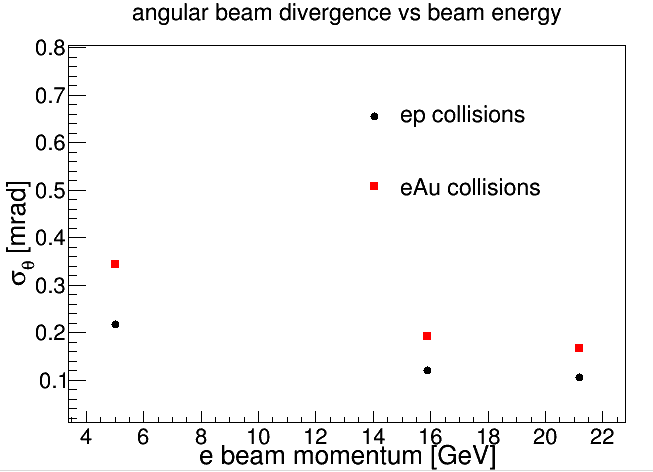 angular beam divergence vs beam energy
0.8
0.7
ep collisions
0.6
0.5
eAu collisions
0.4
0.3
0.2
0.1
σθ [mrad]
4 6 8 10 12 14 16 18 20 22
e beam momentum [GeV]